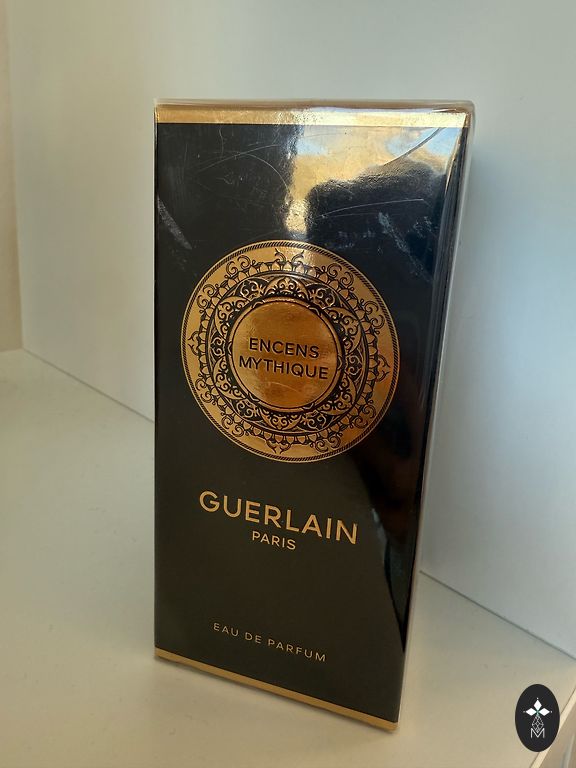 ENCENS
MYTHIQUE
GUERLAIN
PARIS
EAU DE PARFUM
M